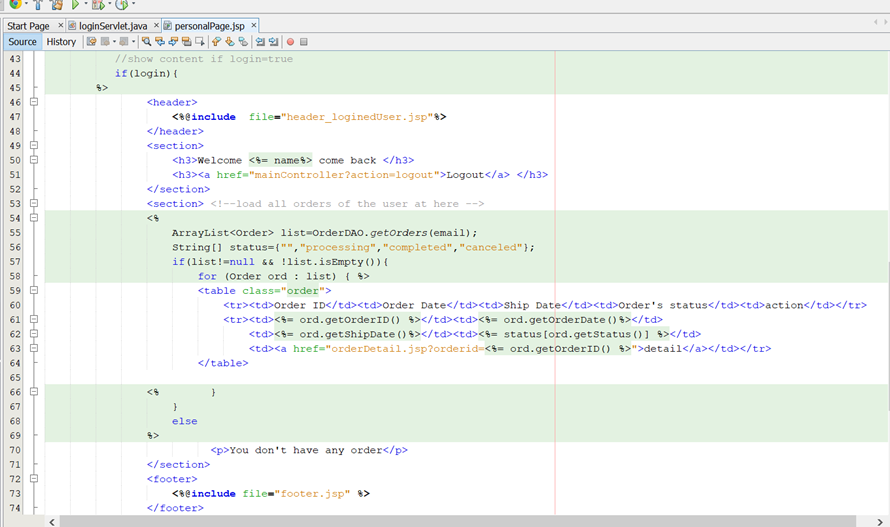 Start Page
loginServlet.java
personalPage.jsp
Source
History
43 //show content if login=true
44 if(login){
45 %>
46 <header>
47 <%@include file="header_loginedUser.jsp"%>
48 </header>
49 <section>
50 <h3>Welcome <%= name%> come back </h3>
51 <h3><a href="mainController?action=logout">Logout</a> </h3>
52 </section>
53 <section> <!--load all orders of the user at here -->
54 <%
55 ArrayList<Order> list=OrderDAO.getOrders(email);
56 String[] status={"","processing","completed","canceled"};
57 if(list!=null && !list.isEmpty()){
58 for (Order ord : list) { %>
59 <table class="order">
60 <tr><td>Order ID</td><td>Order Date</td><td>Ship Date</td><td>Order's status</td><td>action</td></tr>
61 <tr><td><%= ord.getOrderID() %></td><td><%= ord.getOrderDate()%></td>
62 <td><%= ord.getShipDate()%></td><td><%= status[ord.getStatus()] %></td>
63 <td><a href="orderDetail.jsp?orderid=<%= ord.getOrderID() %>">detail</a></td></tr>
64 </table>
65
66 <% }
67 }
68 else
69 %>
70 <p>You don't have any order</p>
71 </section>
72 <footer>
73 <%@include file="footer.jsp" %>
74 </footer>